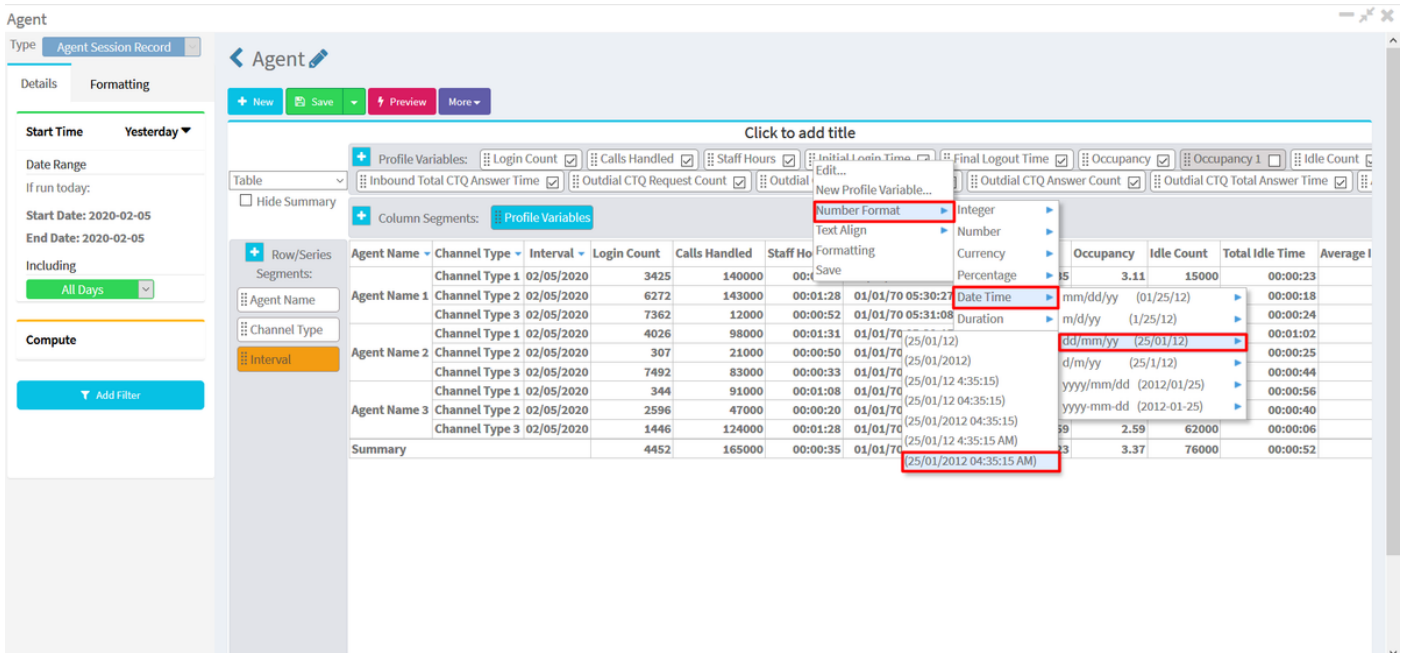 Agent
Type Agent Session Record
Details Formatting
Start Time Yesterday
Date Range
If run today:
Start Date: 2020-02-05
End Date: 2020-02-05
Including
All Days
Compute
Add Filter
Agent
New Save Preview More
Click to add title
Table
Hide Summary
Profile Variables: Login Count Calls Handled Staff Hours Initial Login Time Final Logout Time Occupancy Occupancy 1 Idle Count
Inbound Total CTQ Answer Time Outdial CTQ Request Count Outdial Outdial CTQ Answer Count Outdial CTQ Total Answer Time
Column Segments: Profile Variables
Row/Series
Segments:
Agent Name
Channel Type
Interval
Agent Name Channel Type Interval Login Count Calls Handled Staff Ho Occupancy Idle Count Total Idle Time Average I
Agent Name 1 Channel Type 1 02/05/2020 3425 140000 00: 35 3.11 15000 00:00:23
Channel Type 2 02/05/2020 6272 143000 00:01:28 01/01/70 05:30:27 00:00:18
Channel Type 3 02/05/2020 7362 12000 00:00:52 01/01/70 05:31:08 00:00:24
Agent Name 2 Channel Type 1 02/05/2020 4026 98000 00:01:31 01/01/70 00:01:02
Channel Type 2 02/05/2020 307 21000 00:00:50 01/01/70 00:00:25
Channel Type 3 02/05/2020 7492 83000 00:00:33 01/01/70 00:00:44
Agent Name 3 Channel Type 1 02/05/2020 344 91000 00:01:08 01/01/70 00:00:56
Channel Type 2 02/05/2020 2596 47000 00:00:20 01/01/70 00:00:40
Channel Type 3 02/05/2020 1446 124000 00:01:28 01/01/70 59 2.59 62000 00:00:06
Summary 4452 165000 00:00:35 01/01/70 23 3.37 76000 00:00:52
Edit...
New Profile Variable...
Number Format
Text Align
Formatting
Save
Integer
Number
Currency
Percentage
Date Time
Duration
mm/dd/yy (01/25/12)
m/d/yy (1/25/12)
dd/mm/yy (25/01/12)
d/m/yy (25/1/12)
yyyy/mm/dd (2012/01/25)
yyyy-mm-dd (2012-01-25)
(25/01/12)
(25/01/2012)
(25/01/12 4:35:15)
(25/01/12 04:35:15)
(25/01/2012 04:35:15)
(25/01/12 4:35:15 AM)
(25/01/2012 04:35:15 AM)